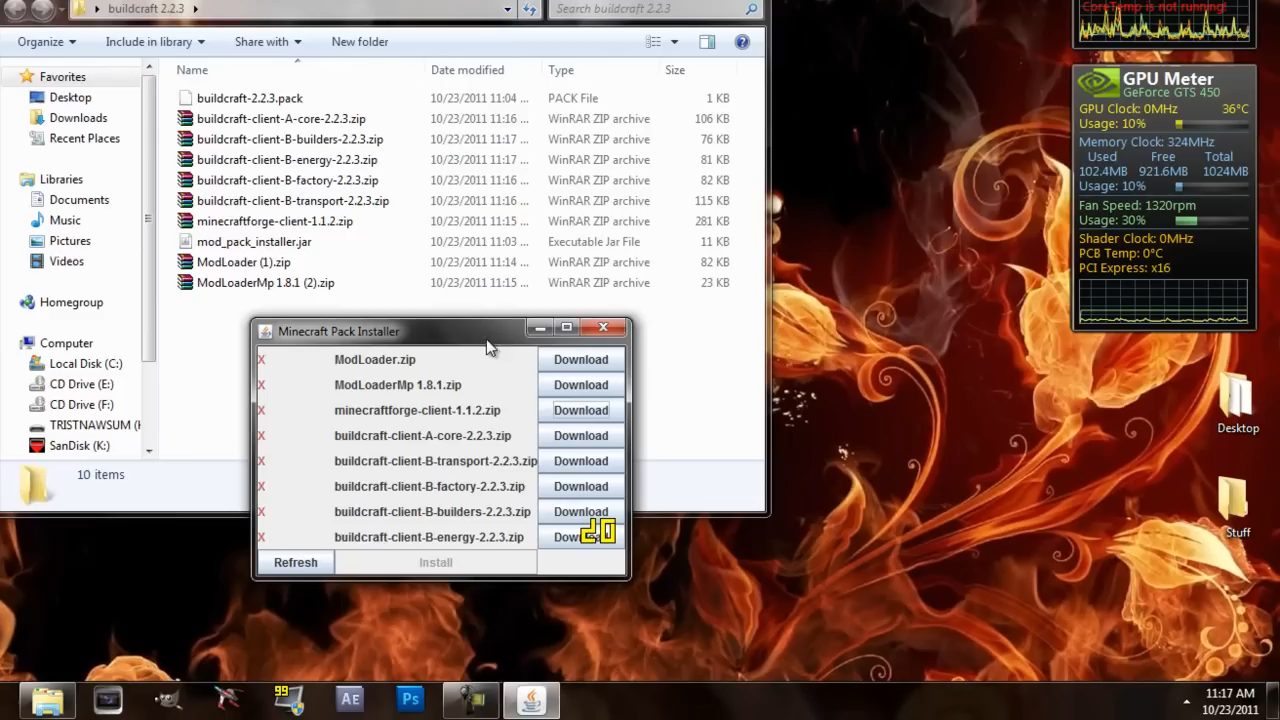 buildcraft 2.2.3
Search buildcraft 2.2.3
Organize
Include in library
Share with
New folder
Favorites
Desktop
Downloads
Recent Places
Libraries
Documents
Music
Pictures
Videos
Homegroup
Computer
Local Disk (C:)
CD Drive (E:)
CD Drive (F:)
TRISTNAWSUM (
SanDisk (K:)
Name Date modified Type Size
buildcraft-2.2.3.pack 10/23/2011 11:04 ... PACK File 1 KB
buildcraft-client-A-core-2.2.3.zip 10/23/2011 11:16 ... WinRAR ZIP archive 106 KB
buildcraft-client-B-builders-2.2.3.zip 10/23/2011 11:17 ... WinRAR ZIP archive 76 KB
buildcraft-client-B-energy-2.2.3.zip 10/23/2011 11:17 ... WinRAR ZIP archive 81 KB
buildcraft-client-B-factory-2.2.3.zip 10/23/2011 11:16 ... WinRAR ZIP archive 82 KB
buildcraft-client-B-transport-2.2.3.zip 10/23/2011 11:16 ... WinRAR ZIP archive 115 KB
minecraftforge-client-1.1.2.zip 10/23/2011 11:15 ... WinRAR ZIP archive 281 KB
mod_pack_installer.jar 10/23/2011 11:03 ... Executable Jar File 11 KB
ModLoader (1).zip 10/23/2011 11:14 ... WinRAR ZIP archive 82 KB
ModLoaderMp 1.8.1 (2).zip 10/23/2011 11:15 ... WinRAR ZIP archive 23 KB
10 items
Minecraft Pack Installer
X ModLoader.zip Download
X ModLoaderMp 1.8.1.zip Download
X minecraftforge-client-1.1.2.zip Download
X buildcraft-client-A-core-2.2.3.zip Download
X buildcraft-client-B-transport-2.2.3.zip Download
X buildcraft-client-B-factory-2.2.3.zip Download
X buildcraft-client-B-builders-2.2.3.zip Download
X buildcraft-client-B-energy-2.2.3.zip
20
Refresh Install
CoreTemp is not running!
GPU Meter
GeForce GTS 450
GPU Clock: 0MHz 36°C
Usage: 10%
Memory Clock: 324MHz
Used Free Total
102.4MB 921.6MB 1024MB
Usage: 10%
Fan Speed: 1320rpm
Usage: 30%
Shader Clock: 0MHz
PCB Temp: 0°C
PCI Express: x16
Desktop
Stuff
99
AE
Ps
11:17 AM
10/23/2011